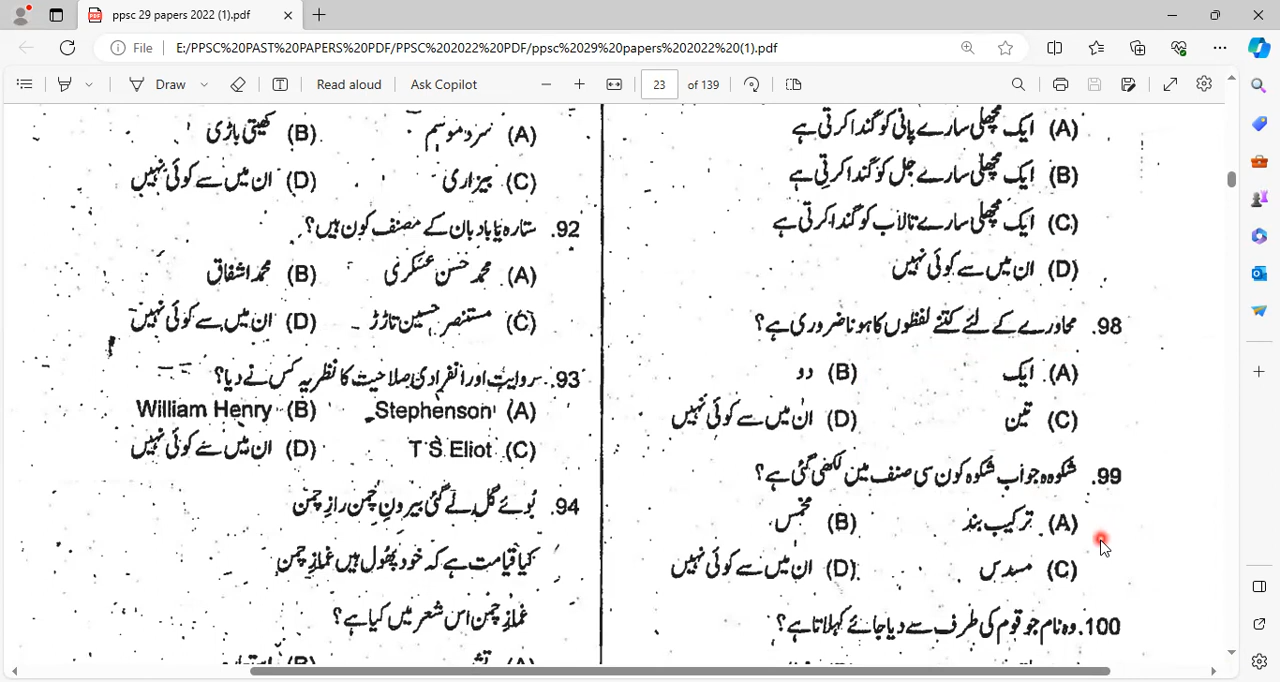 ppsc 29 papers 2022 (1).pdf
File E:/PPSC%20PAST%20PAPERS%20PDF/PPSC%202022%20PDF/ppsc%2029%20papers%202022%20(1).pdf
Draw Read aloud Ask Copilot 23 of 139
(A) ایک مچھلی سارے پانی کو گندا کرتی ہے
(B) ایک مچھلی سارے جل کو گندا کرتی ہے
(C) ایک مچھلی سارے تالاب کو گندا کرتی ہے
(D) ان میں سے کوئی نہیں
98. محاورے کے لئے کتنے لفظوں کا ہونا ضروری ہے؟
(A) ایک (B) دو
(C) تین (D) ان میں سے کوئی نہیں
99. شکوہ جواب شکوہ کون سی صنف میں لکھی گئی ہے؟
(A) ترکیب بند (B) مخمس
(C) مسدس (D) ان میں سے کوئی نہیں
100. وہ نام جو قوم کی طرف سے دیا جائے کہلاتا ہے؟
(A) سرد موسم (B) کھیتی باڑی
(C) بیزاری (D) ان میں سے کوئی نہیں
92. ستارہ یا بادبان کے مصنف کون ہیں؟
(A) محمد حسن عسکری (B) محمد اشفاق
(C) مستنصر حسین تارڑ (D) ان میں سے کوئی نہیں
93. روایت اور انفرادی صلاحیت کا نظریہ کس نے دیا؟
(A) Stephenson (B) William Henry
(C) T S Eliot (D) ان میں سے کوئی نہیں
94. بُوئے گل لے گئی بیرونِ چمن رازِ چمن
کیا قیامت ہے کہ خود پھُول ہیں غمازِ چمن
غمازِ چمن اس شعر میں کیا ہے؟